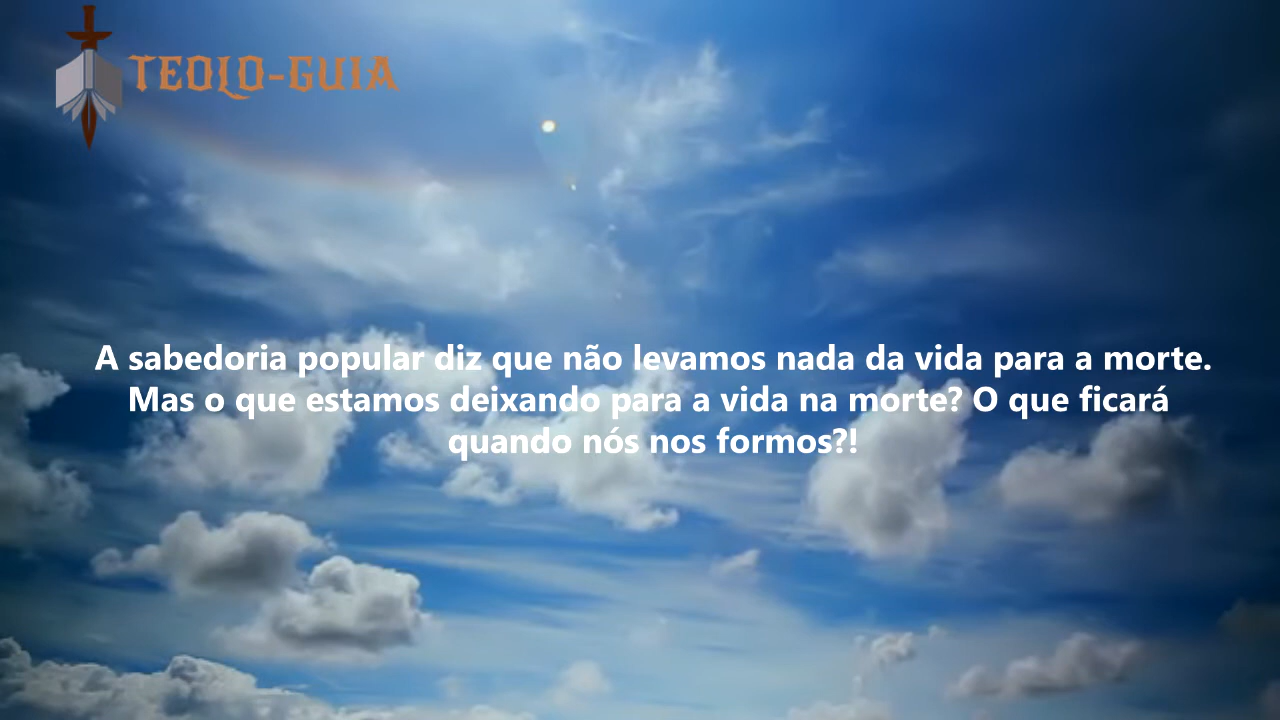 TEOLO-GUIA
A sabedoria popular diz que não levamos nada da vida para a morte.
Mas o que estamos deixando para a vida na morte? O que ficará
quando nós nos formos?!